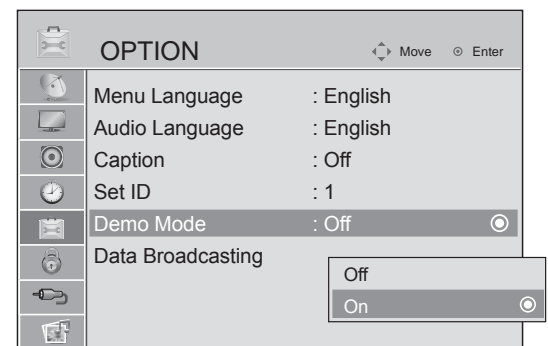 OPTION Move Enter
Menu Language : English
Audio Language : English
Caption : Off
Set ID : 1
Demo Mode : Off
Data Broadcasting
Off
On